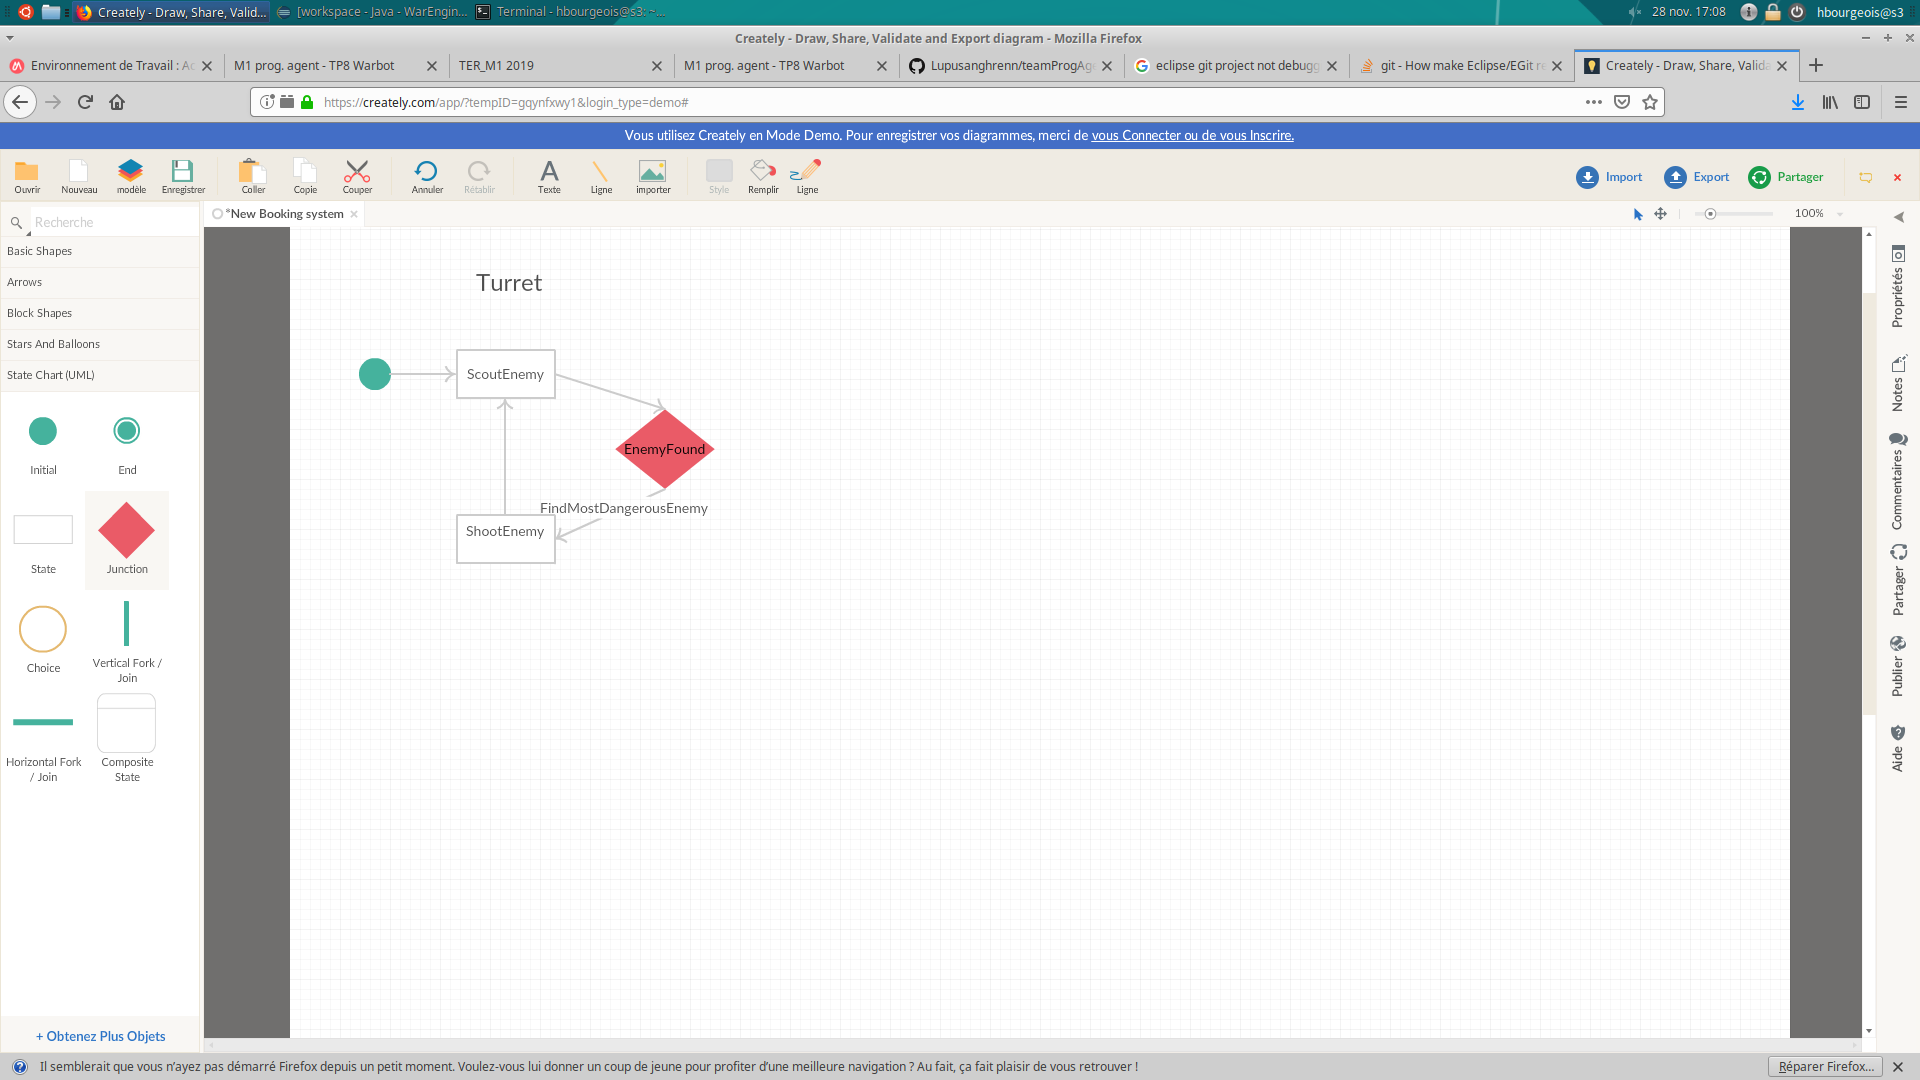 Creately - Draw, Share, Valid...
[workspace - Java - WarEngin...
Terminal - hbourgeois@s3: ~...
28 nov. 17:08
hbourgeois@s3
Creately - Draw, Share, Validate and Export diagram - Mozilla Firefox
Environnement de Travail : Ac
M1 prog. agent - TP8 Warbot
TER_M1 2019
M1 prog. agent - TP8 Warbot
Lupusanghrenn/teamProgAge
eclipse git project not debugg
git - How make Eclipse/EGit re
Creately - Draw, Share, Valida
https://creately.com/app/?tempID=gqynfxwy1&login_type=demo#
Vous utilisez Creately en Mode Demo. Pour enregistrer vos diagrammes, merci de vous Connecter ou de vous Inscrire.
Ouvrir
Nouveau
modèle
Enregistrer
Coller
Copie
Couper
Annuler
Rétablir
Texte
Ligne
importer
Style
Remplir
Ligne
Import
Export
Partager
Recherche
*New Booking system
100%
Basic Shapes
Arrows
Block Shapes
Stars And Balloons
State Chart (UML)
Initial
End
State
Junction
Choice
Vertical Fork /
Join
Horizontal Fork
/ Join
Composite
State
+ Obtenez Plus Objets
Turret
ScoutEnemy
EnemyFound
FindMostDangerousEnemy
ShootEnemy
Propriétés
Notes
Commentaires
Partager
Publier
Aide
Il semblerait que vous n’ayez pas démarré Firefox depuis un petit moment. Voulez-vous lui donner un coup de jeune pour profiter d’une meilleure navigation ? Au fait, ça fait plaisir de vous retrouver !
Réparer Firefox...